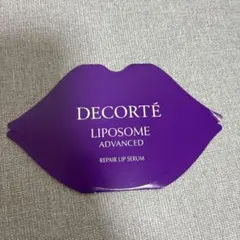 DECORTÉ
LIPOSOME
ADVANCED
REPAIR LIP SERUM